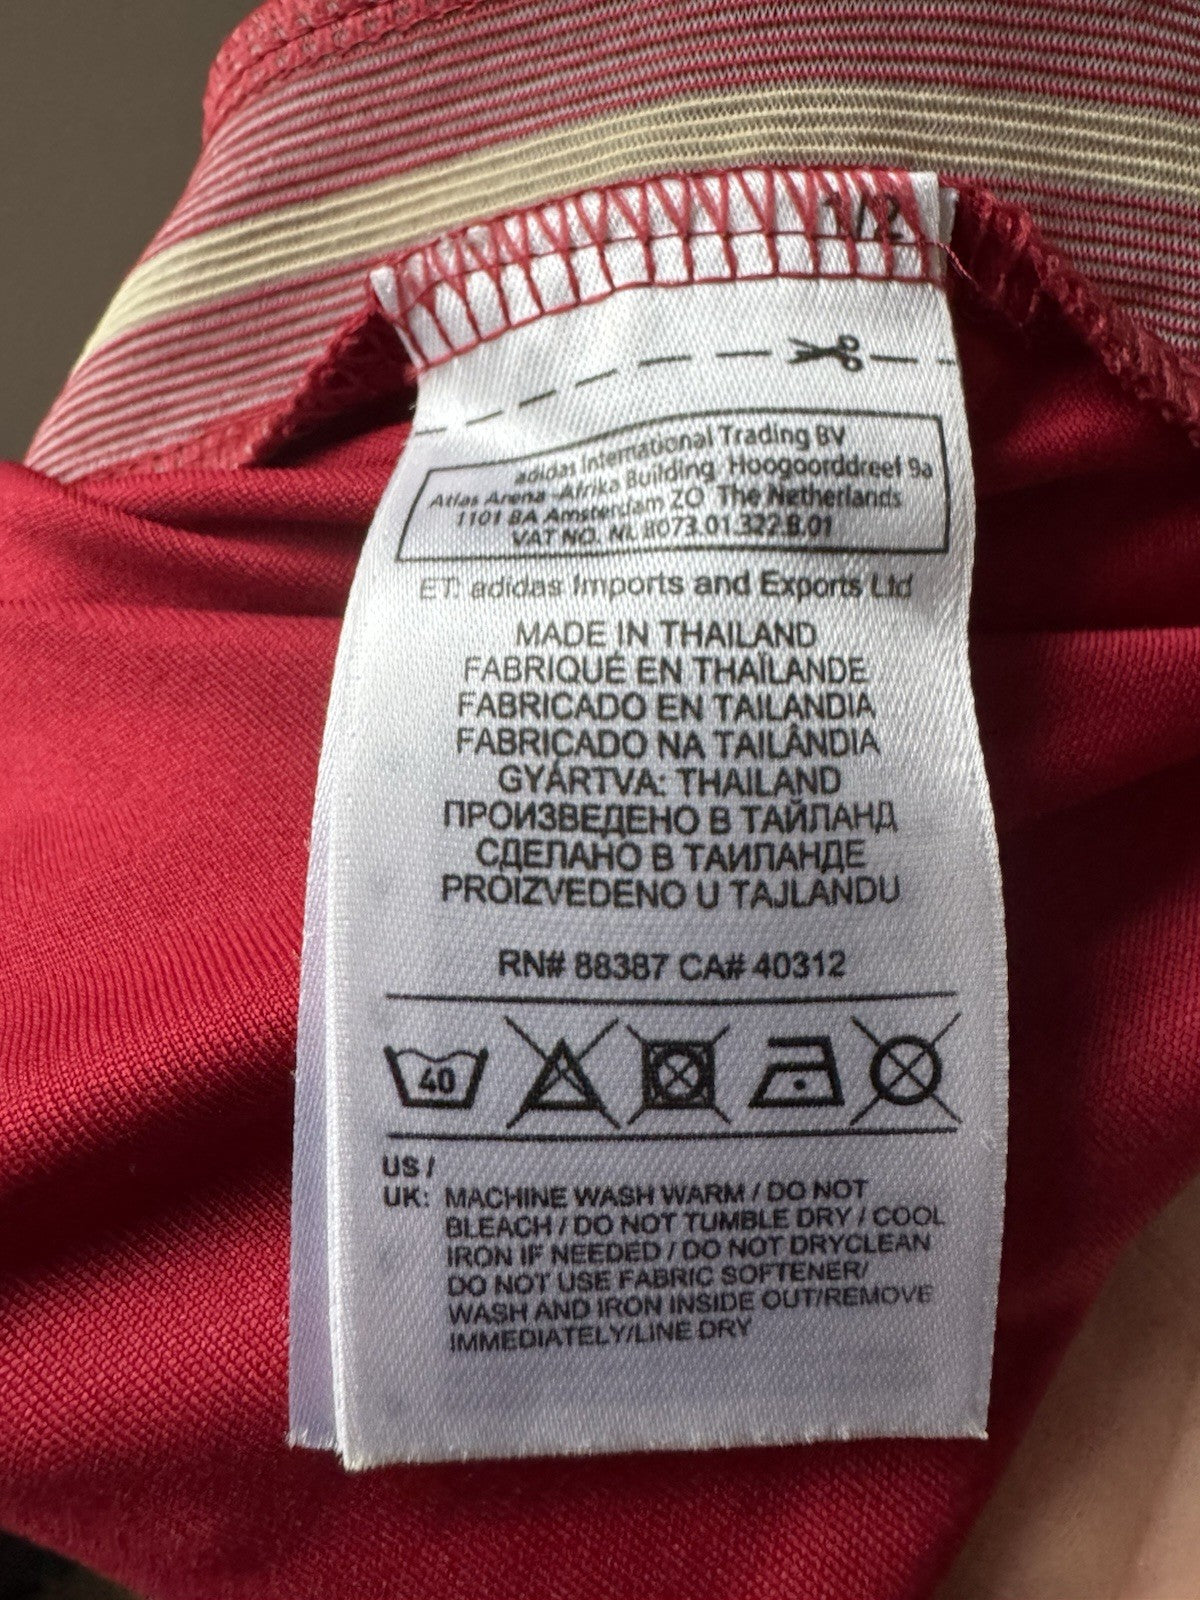 1/2
adidas International Trading BV
Atlas Arena -Afrika Building, Hoogoorddreef 9a
1101 BA Amsterdam ZO The Netherlands
VAT NO. NL 8073.01.322.B.01
ET: adidas Imports and Exports Ltd
MADE IN THAILAND
FABRIQUÉ EN THAÏLANDE
FABRICADO EN TAILANDIA
FABRICADO NA TAILÂNDIA
GYÁRTVA: THAILAND
ПРОИЗВЕДЕНО В ТАЙЛАНД
СДЕЛАНО В ТАИЛАНДЕ
PROIZVEDENO U TAJLANDU
RN# 88387 CA# 40312
40
US /
UK: MACHINE WASH WARM / DO NOT
BLEACH / DO NOT TUMBLE DRY / COOL
IRON IF NEEDED / DO NOT DRYCLEAN
DO NOT USE FABRIC SOFTENER/
WASH AND IRON INSIDE OUT/REMOVE
IMMEDIATELY/LINE DRY